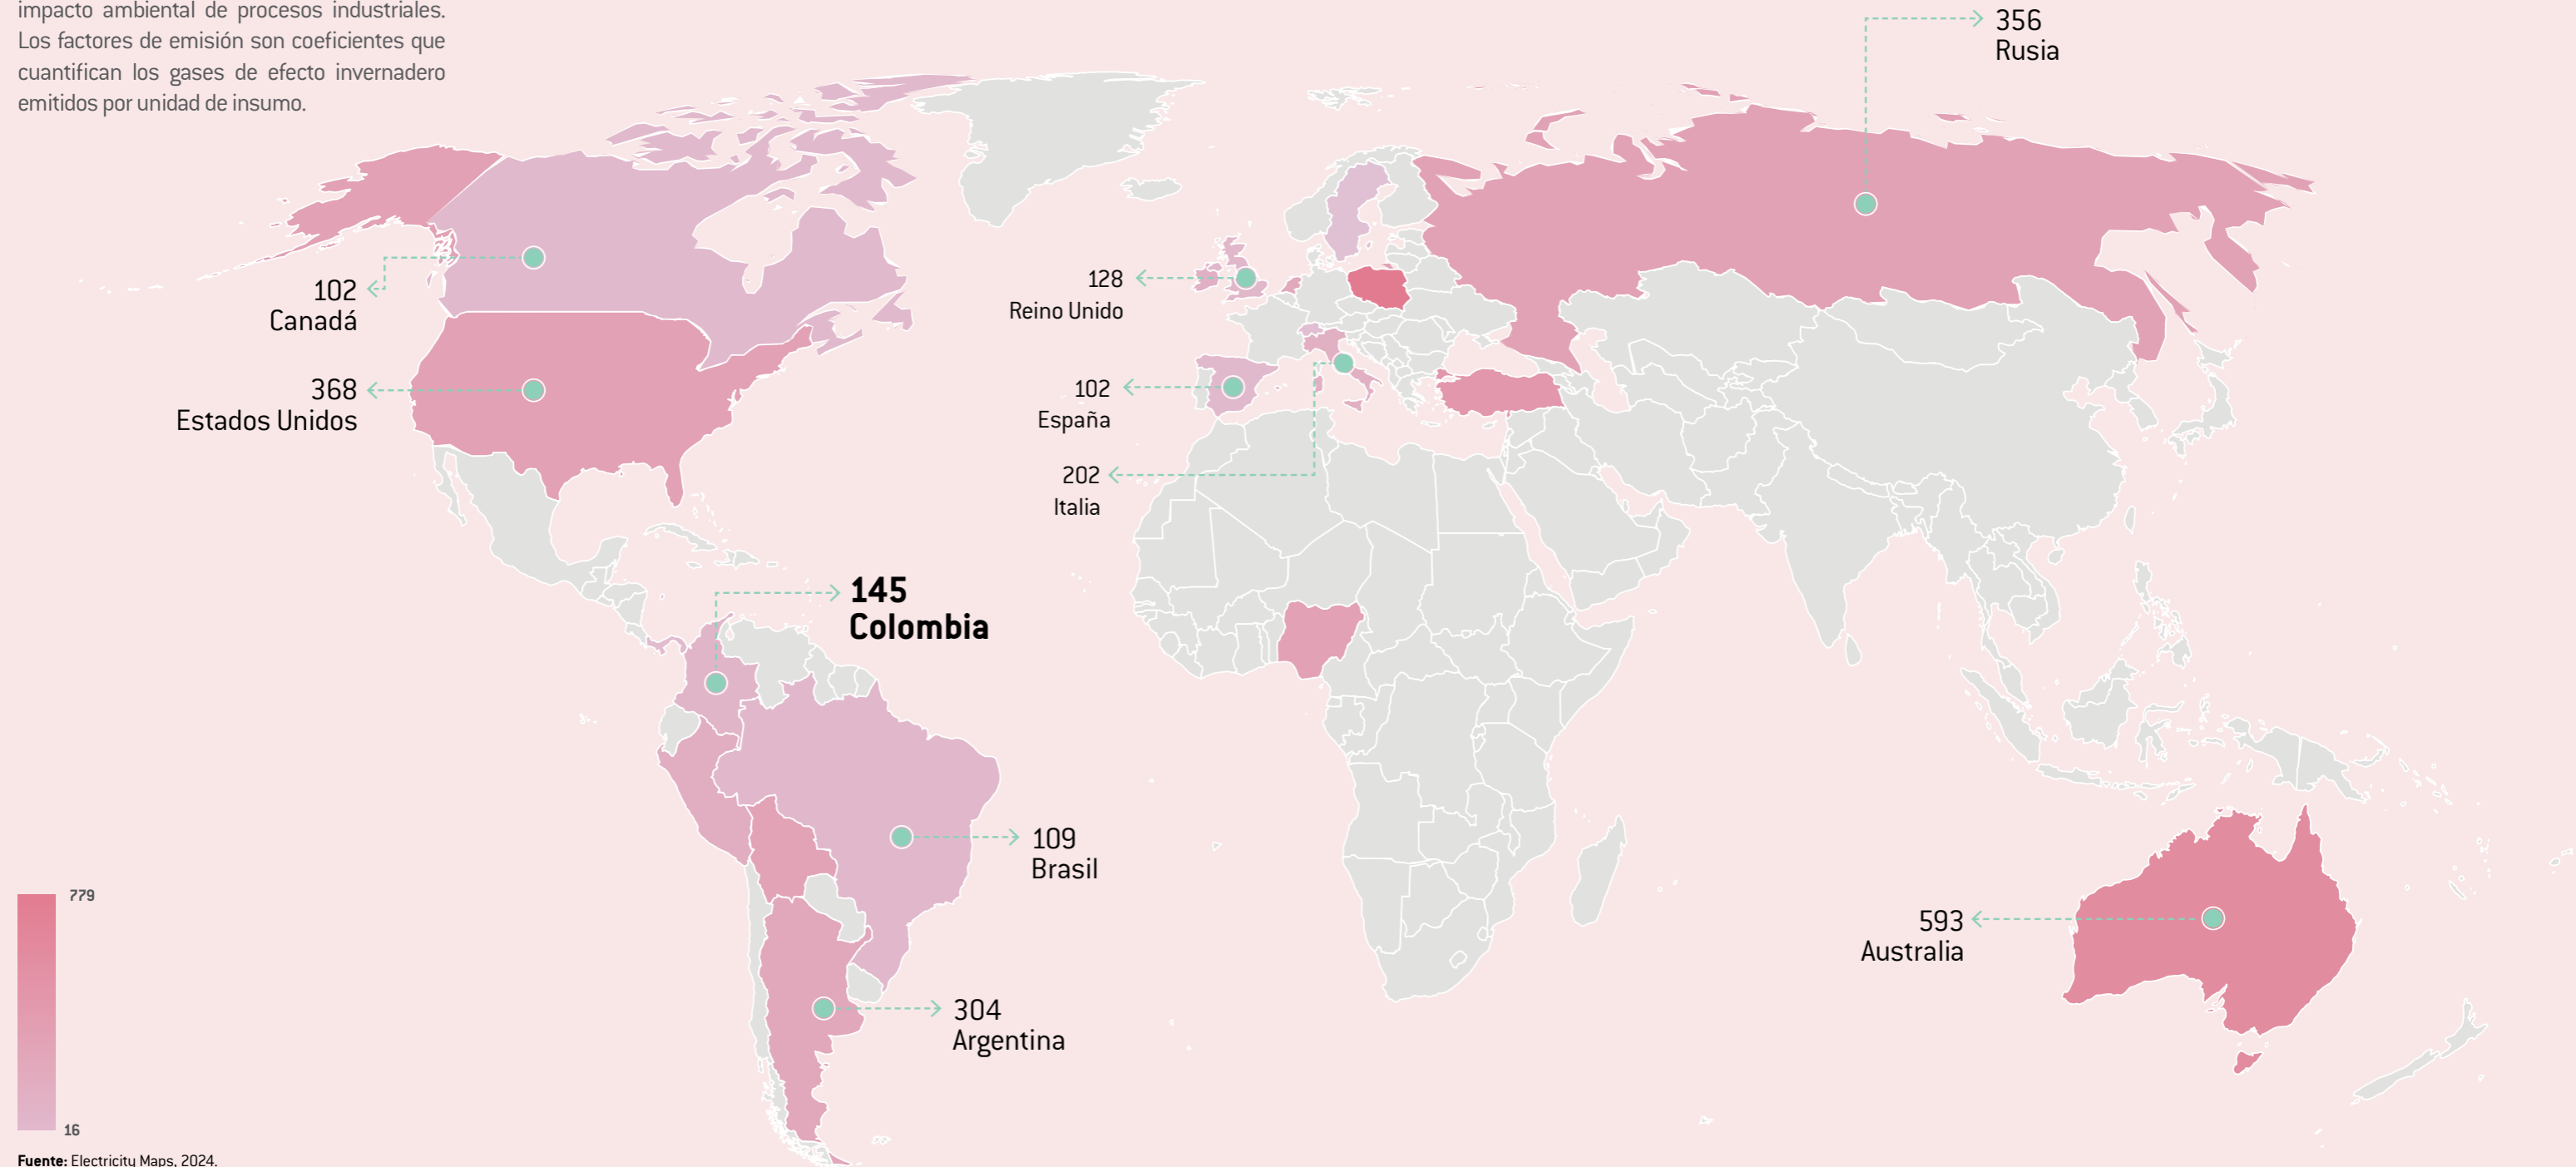 impacto ambiental de procesos industriales.
Los factores de emisión son coeficientes que
cuantifican los gases de efecto invernadero
emitidos por unidad de insumo.
356
Rusia
102
Canadá
128
Reino Unido
368
Estados Unidos
102
España
202
Italia
145
Colombia
109
Brasil
593
Australia
304
Argentina
779
16
Fuente: Electricity Maps, 2024.